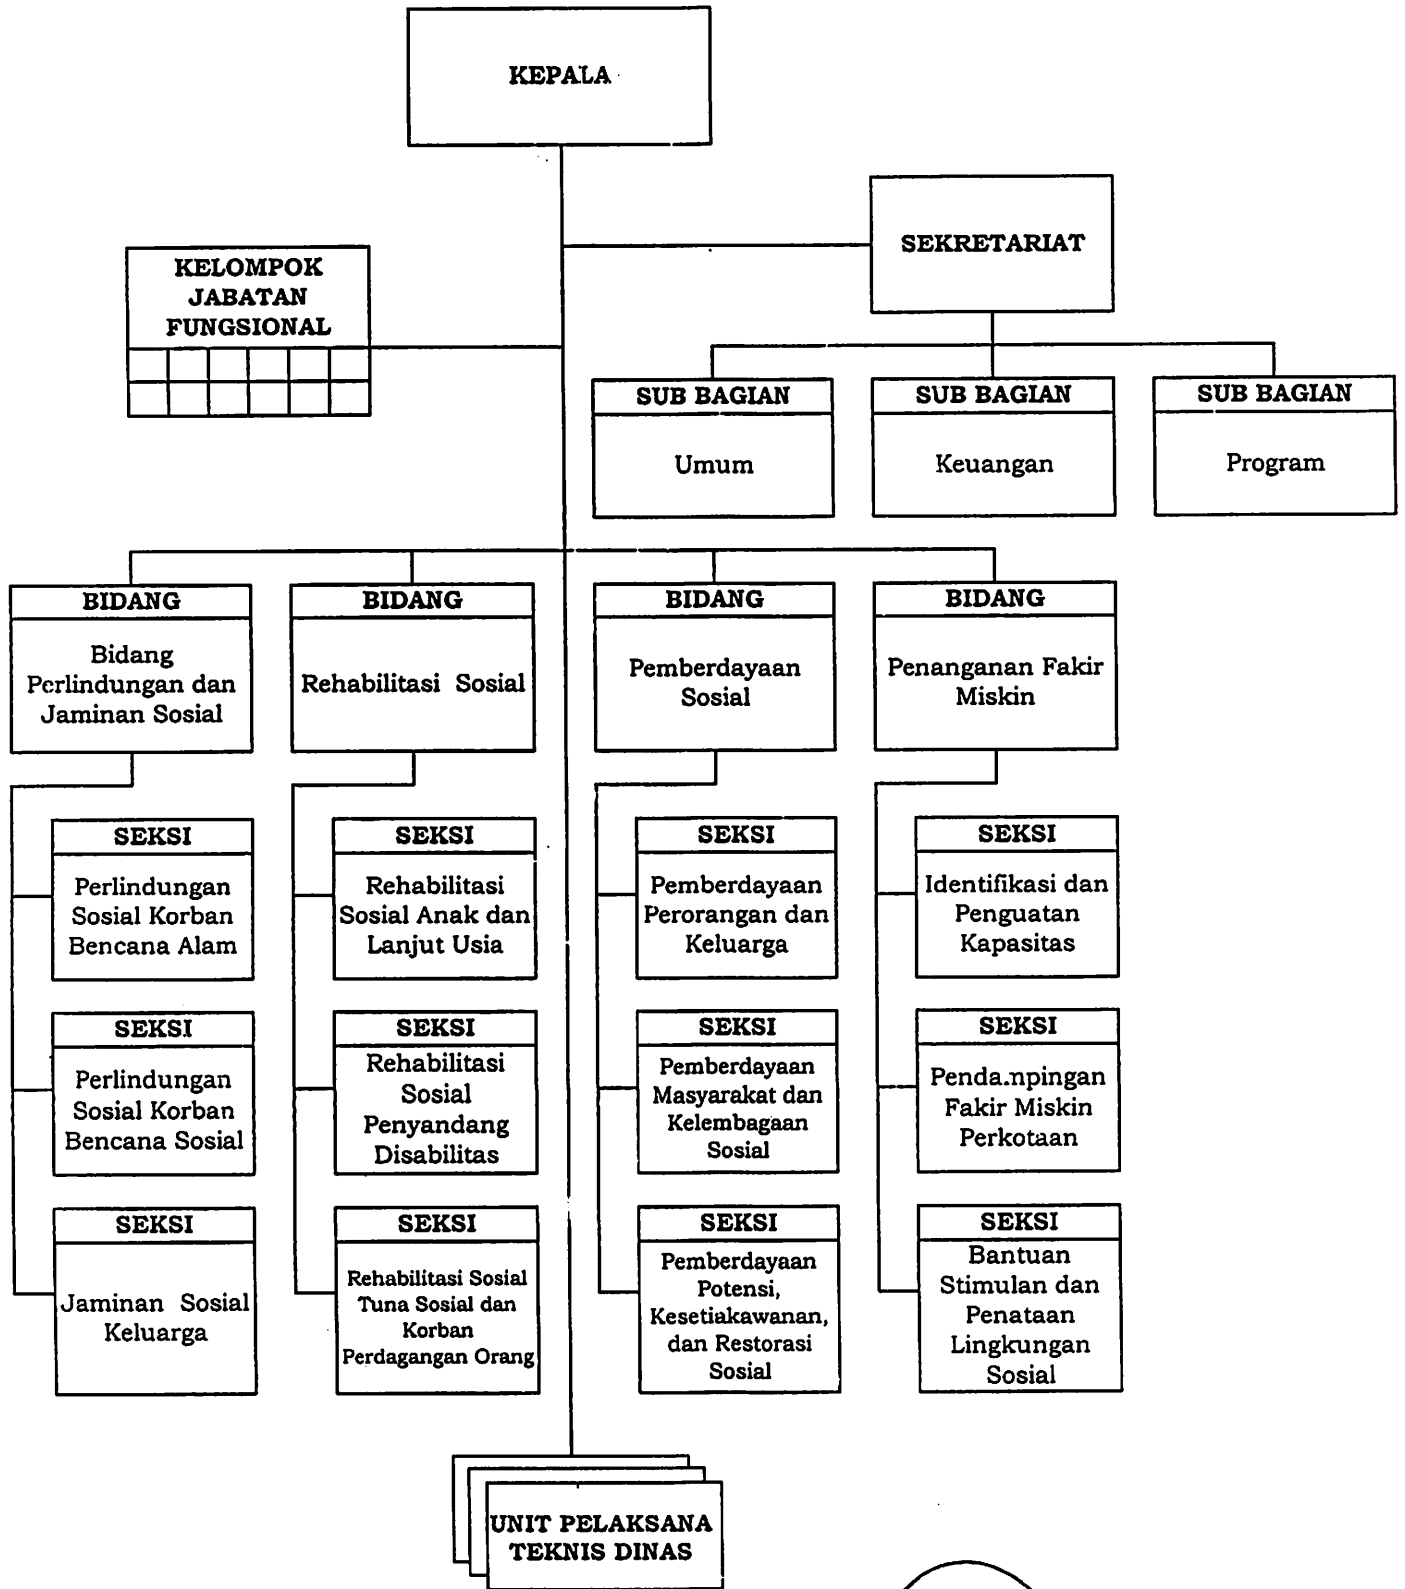 KEPALA
SEKRETARIAT
KELOMPOK
JABATAN
FUNGSIONAL
SUB BAGIAN
Umum
SUB BAGIAN
Keuangan
SUB BAGIAN
Program
BIDANG
Bidang
Perlindungan dan
Jaminan Sosial
BIDANG
Rehabilitasi Sosial
BIDANG
Pemberdayaan
Sosial
BIDANG
Penanganan Fakir
Miskin
SEKSI
Perlindungan
Sosial Korban
Bencana Alam
SEKSI
Rehabilitasi
Sosial Anak dan
Lanjut Usia
SEKSI
Pemberdayaan
Perorangan dan
Keluarga
SEKSI
Identifikasi dan
Penguatan
Kapasitas
SEKSI
Perlindungan
Sosial Korban
Bencana Sosial
SEKSI
Rehabilitasi
Sosial
Penyandang
Disabilitas
SEKSI
Pemberdayaan
Masyarakat dan
Kelembagaan
Sosial
SEKSI
Pendampingan
Fakir Miskin
Perkotaan
SEKSI
Jaminan Sosial
Keluarga
SEKSI
Rehabilitasi Sosial
Tuna Sosial dan
Korban
Perdagangan Orang
SEKSI
Pemberdayaan
Potensi,
Kesetiakawanan,
dan Restorasi
Sosial
SEKSI
Bantuan
Stimulan dan
Penataan
Lingkungan
Sosial
UNIT PELAKSANA
TEKNIS DINAS